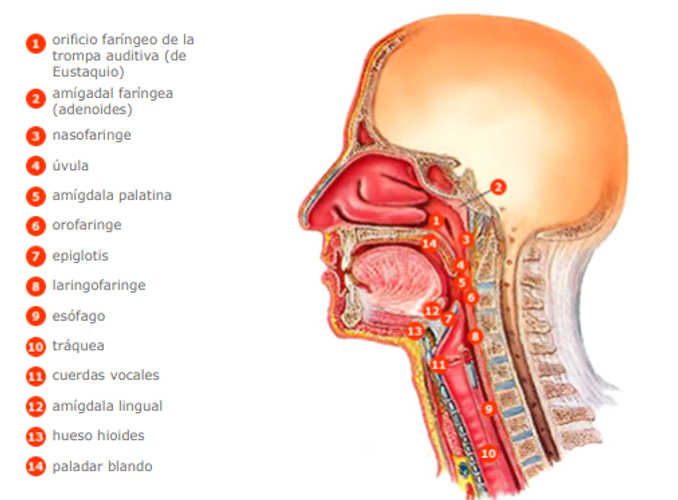 1 orificio faríngeo de la
trompa auditiva (de
Eustaquio)
2 amígadal faríngea
(adenoides)
3 nasofaringe
4 úvula
5 amígdala palatina
6 orofaringe
7 epiglotis
8 laringofaringe
9 esófago
10 tráquea
11 cuerdas vocales
12 amígdala lingual
13 hueso hioides
14 paladar blando
2
1
3
14
4
5
6
12
7
13
8
11
9
10